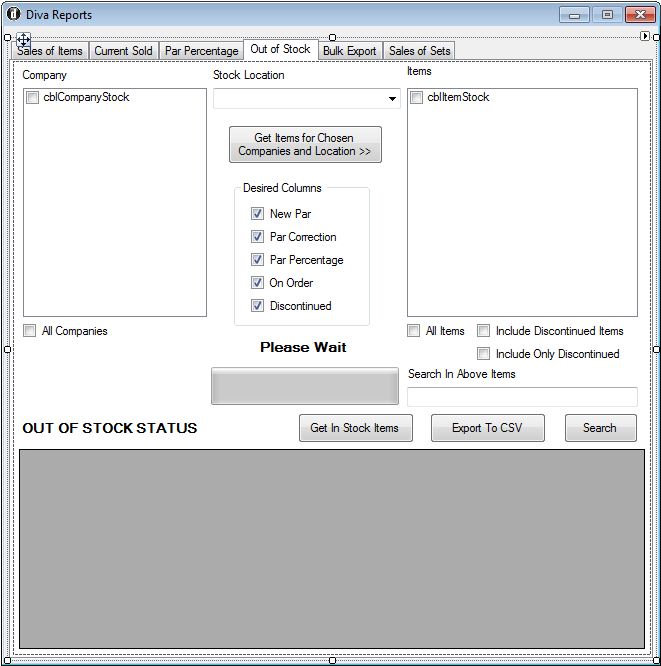 Diva Reports
Sales of Items Current Sold Par Percentage Out of Stock Bulk Export Sales of Sets
Company
Stock Location
Items
cblCompanyStock
cblItemStock
Get Items for Chosen
Companies and Location >>
Desired Columns
New Par
Par Correction
Par Percentage
On Order
Discontinued
All Companies
All Items
Include Discontinued Items
Include Only Discontinued
Please Wait
Search In Above Items
OUT OF STOCK STATUS
Get In Stock Items
Export To CSV
Search